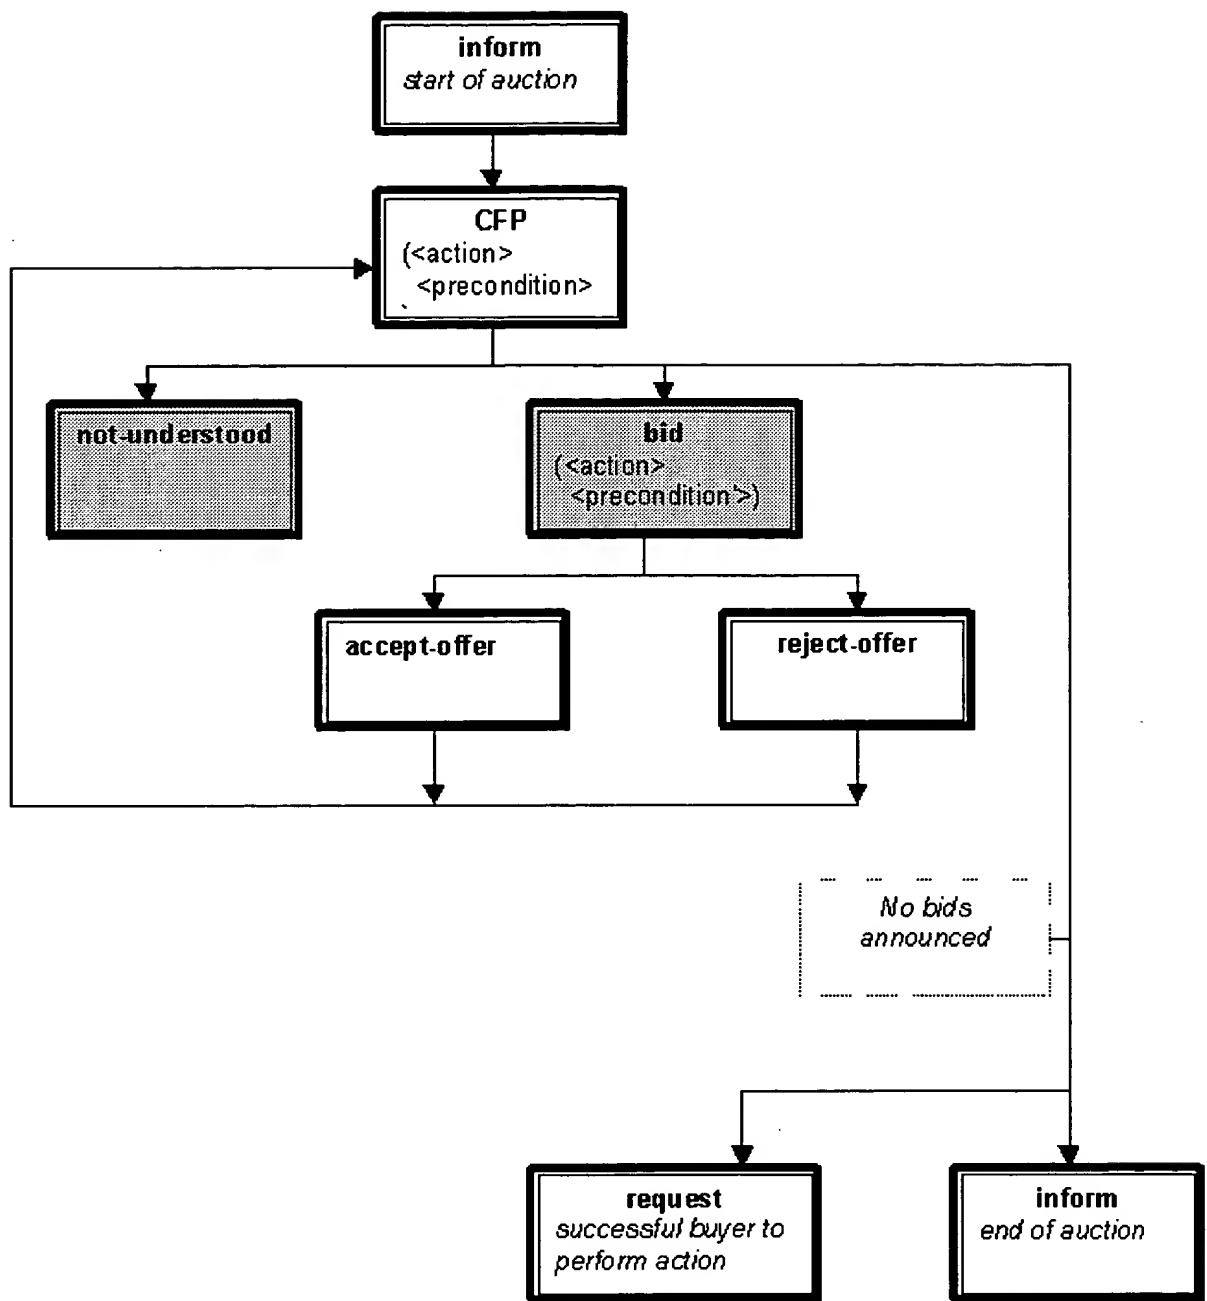 inform
start of auction
CFP
(<action>
<precondition>
not-understood
bid
(<action>
<precondition'>)
accept-offer
reject-offer
No bids
announced
request
successful buyer to
perform action
inform
end of auction